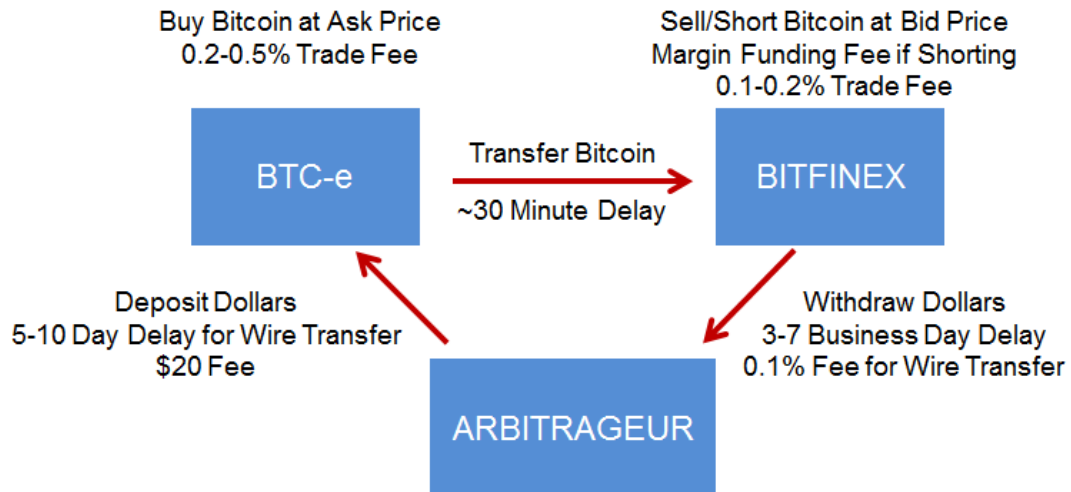 Buy Bitcoin at Ask Price
0.2-0.5% Trade Fee
Sell/Short Bitcoin at Bid Price
Margin Funding Fee if Shorting
0.1-0.2% Trade Fee
BTC-e
Transfer Bitcoin
~30 Minute Delay
BITFINEX
Deposit Dollars
5-10 Day Delay for Wire Transfer
$20 Fee
Withdraw Dollars
3-7 Business Day Delay
0.1% Fee for Wire Transfer
ARBITRAGEUR